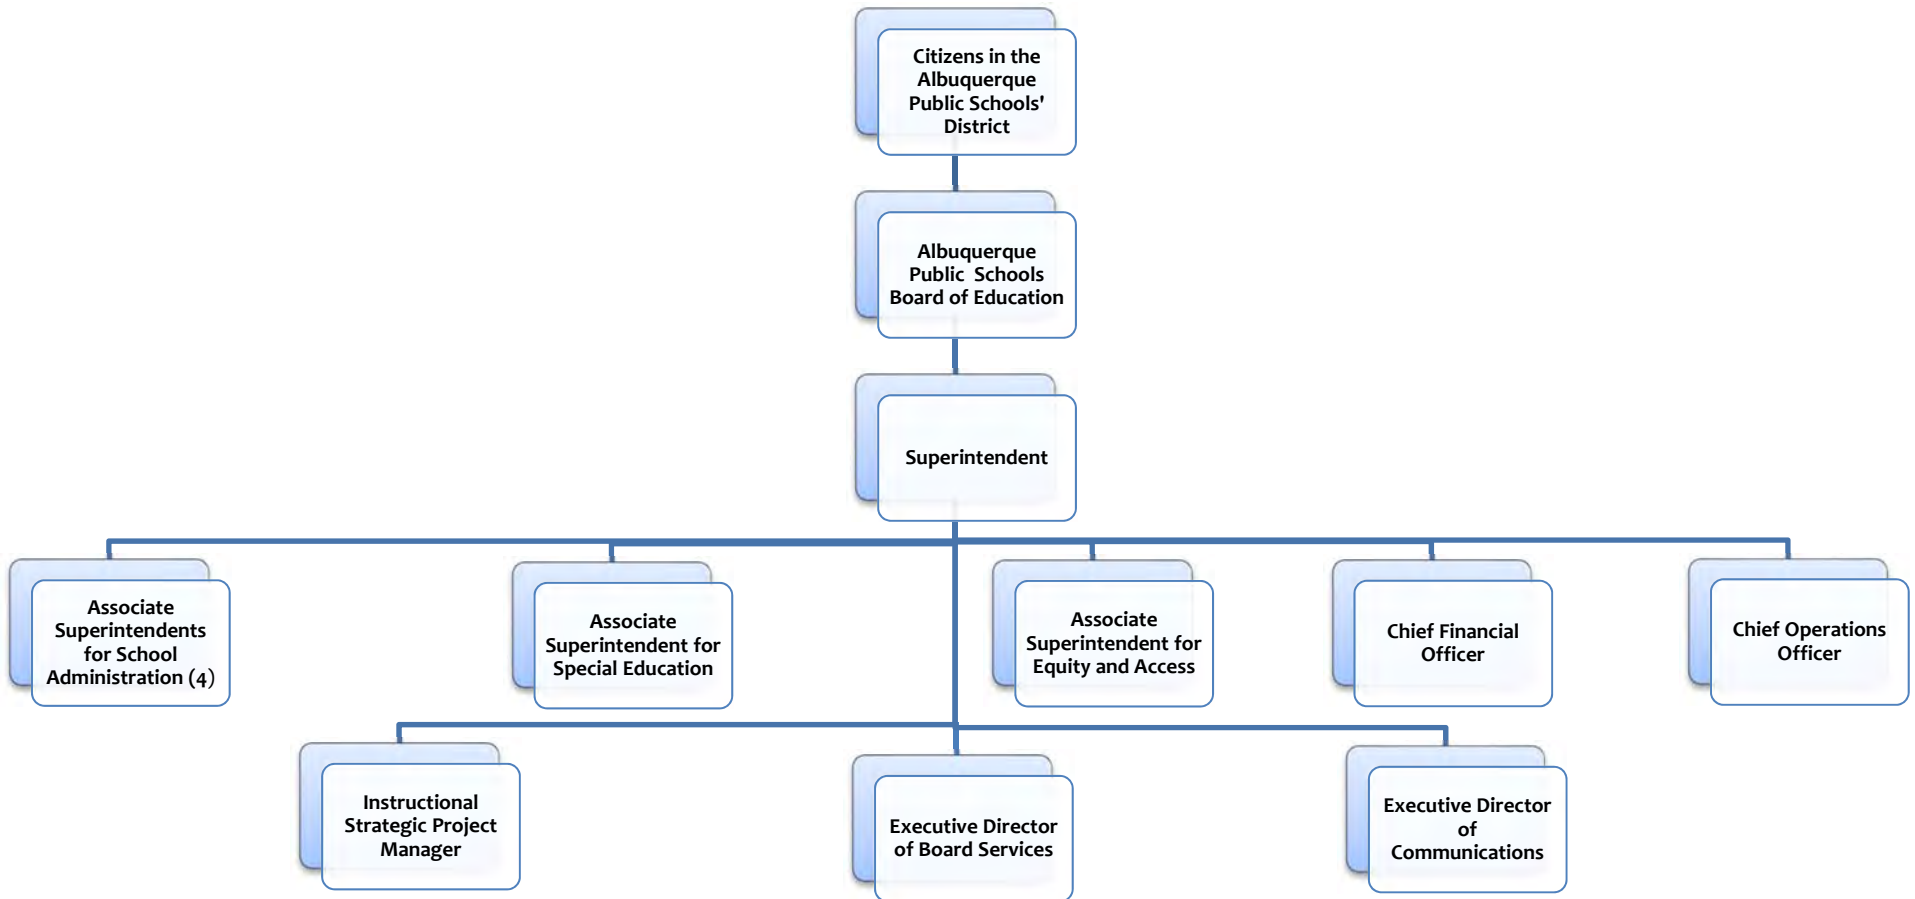 Citizens in the
Albuquerque
Public Schools'
District
Albuquerque
Public Schools
Board of Education
Superintendent
Associate
Superintendents
for School
Administration (4)
Associate
Superintendent for
Special Education
Associate
Superintendent for
Equity and Access
Chief Financial
Officer
Chief Operations
Officer
Instructional
Strategic Project
Manager
Executive Director
of Board Services
Executive Director
of
Communications